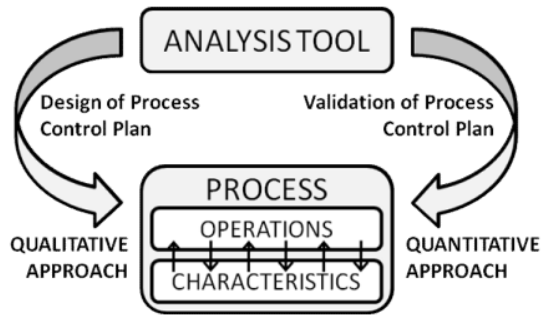 ANALYSIS TOOL
Design of Process
Control Plan
Validation of Process
Control Plan
PROCESS
OPERATIONS
CHARACTERISTICS
QUALITATIVE
APPROACH
QUANTITATIVE
APPROACH